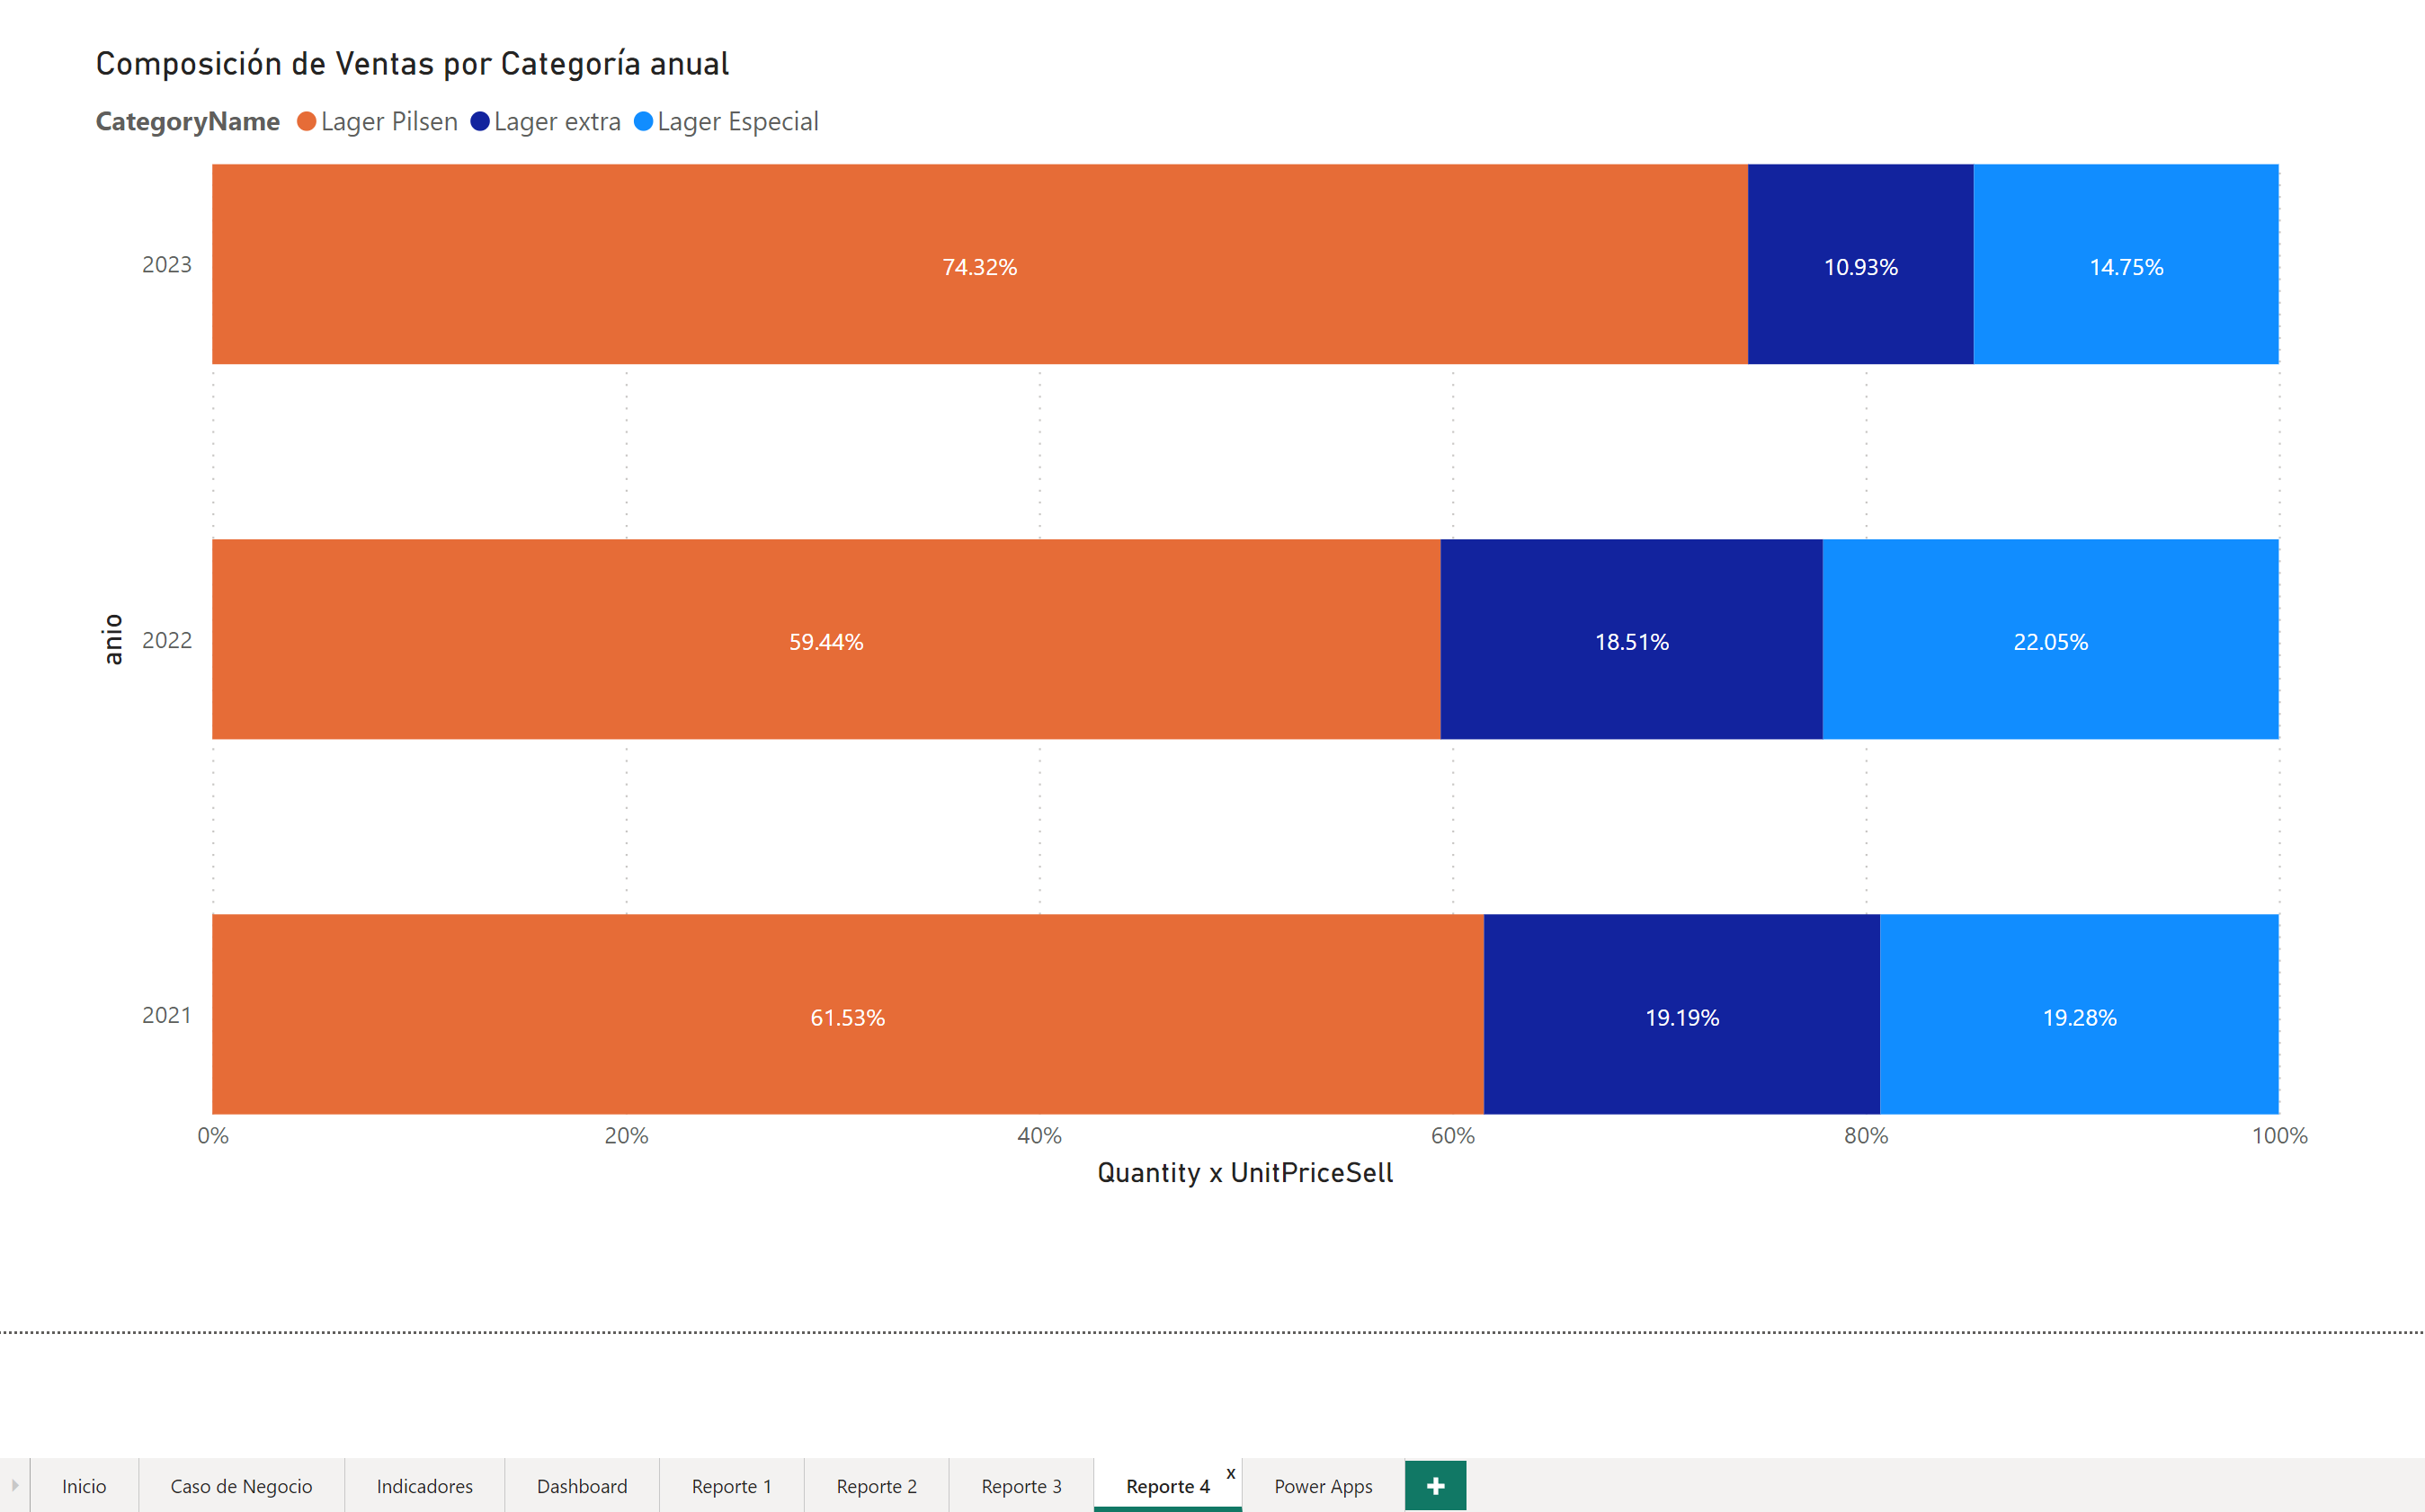 Composición de Ventas por Categoría anual
CategoryName Lager Pilsen Lager extra Lager Especial
2023 74.32% 10.93% 14.75%
anio
2022 59.44% 18.51% 22.05%
2021 61.53% 19.19% 19.28%
0% 20% 40% 60% 80% 100%
Quantity x UnitPriceSell
Inicio Caso de Negocio Indicadores Dashboard Reporte 1 Reporte 2 Reporte 3 Reporte 4 x Power Apps +